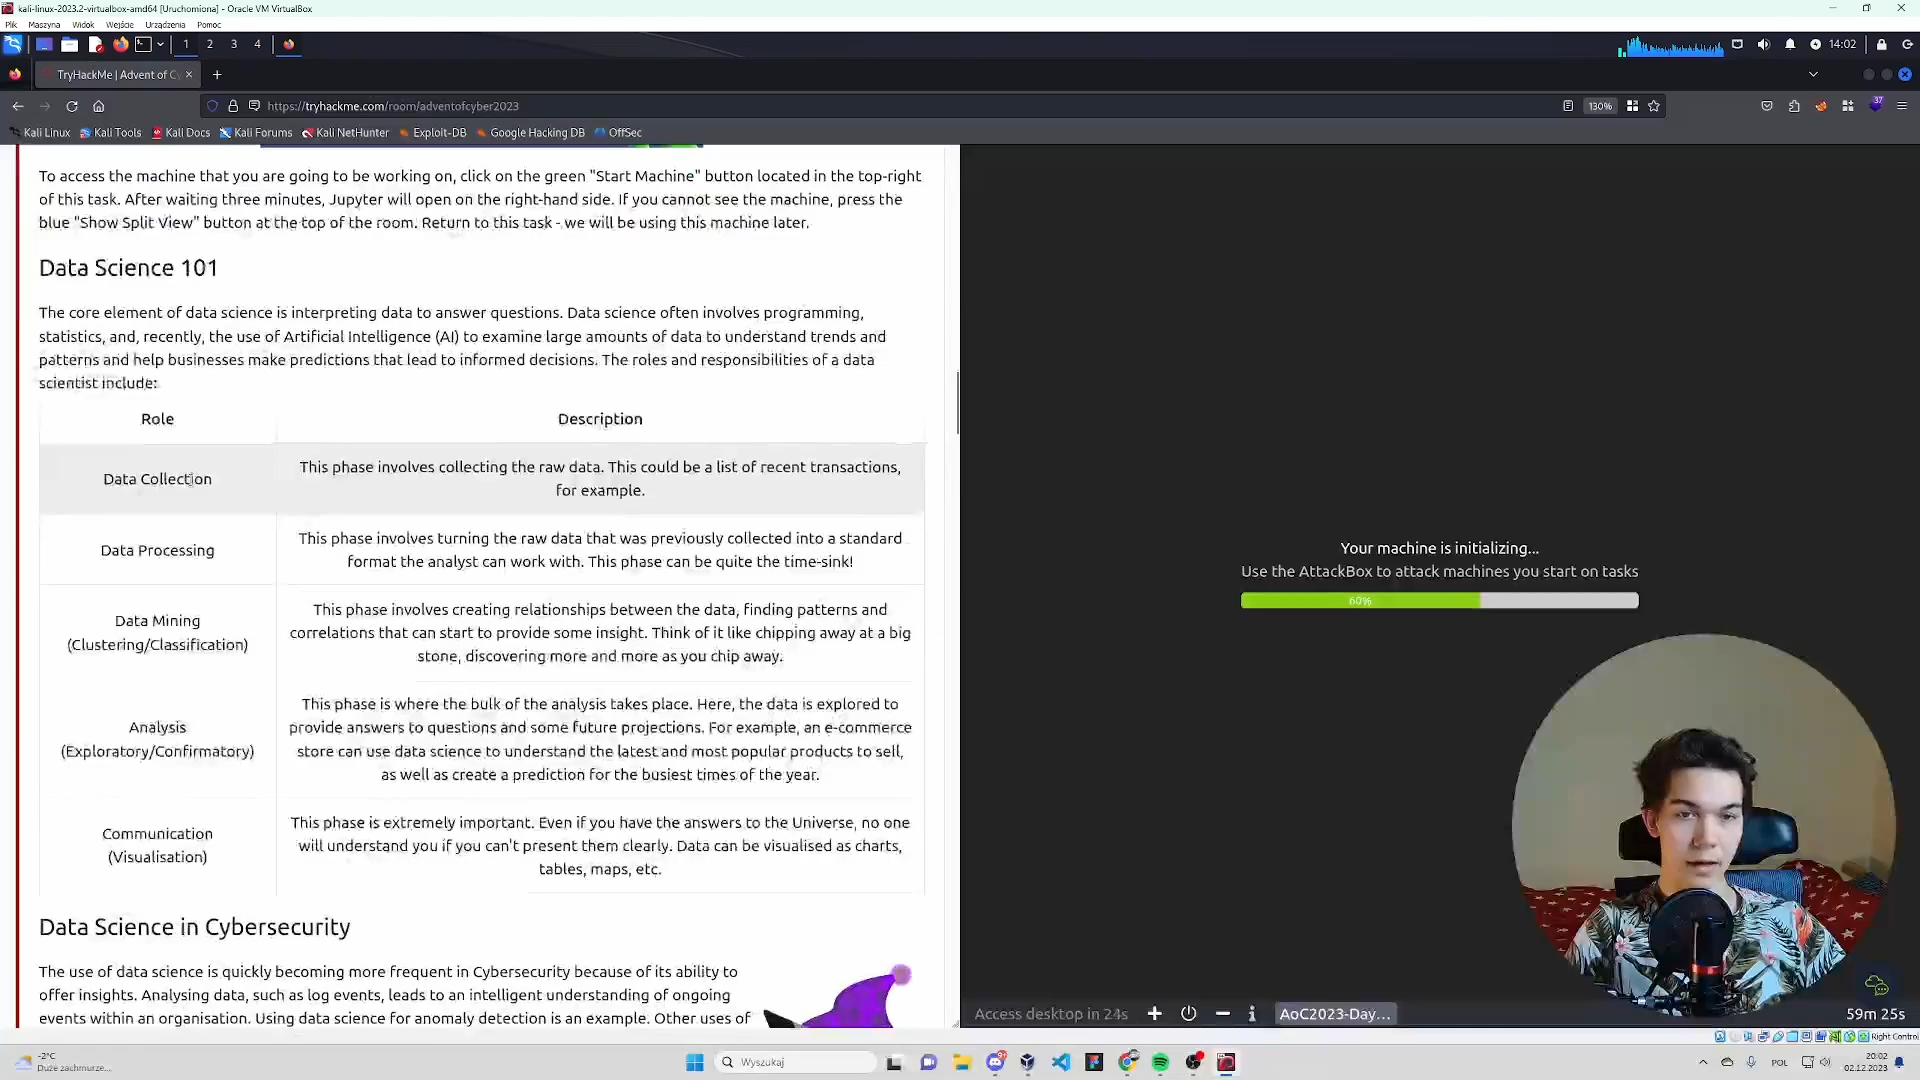 kali-linux-2023.2-virtualbox-amd64 [Uruchomiona] - Oracle VM VirtualBox
Plik Maszyna Widok Wejście Urządzenia Pomoc
1 2 3 4
14:02
TryHackMe | Advent of Cy
https://tryhackme.com/room/adventofcyber2023
130%
37
Kali Linux Kali Tools Kali Docs Kali Forums Kali NetHunter Exploit-DB Google Hacking DB OffSec
To access the machine that you are going to be working on, click on the green "Start Machine" button located in the top-right
of this task. After waiting three minutes, Jupyter will open on the right-hand side. If you cannot see the machine, press the
blue "Show Split View" button at the top of the room. Return to this task - we will be using this machine later.
Data Science 101
The core element of data science is interpreting data to answer questions. Data science often involves programming,
statistics, and, recently, the use of Artificial Intelligence (AI) to examine large amounts of data to understand trends and
patterns and help businesses make predictions that lead to informed decisions. The roles and responsibilities of a data
scientist include:
Role Description
Data Collection
This phase involves collecting the raw data. This could be a list of recent transactions,
for example.
Data Processing
This phase involves turning the raw data that was previously collected into a standard
format the analyst can work with. This phase can be quite the time-sink!
Data Mining
(Clustering/Classification)
This phase involves creating relationships between the data, finding patterns and
correlations that can start to provide some insight. Think of it like chipping away at a big
stone, discovering more and more as you chip away.
Analysis
(Exploratory/Confirmatory)
This phase is where the bulk of the analysis takes place. Here, the data is explored to
provide answers to questions and some future projections. For example, an e-commerce
store can use data science to understand the latest and most popular products to sell,
as well as create a prediction for the busiest times of the year.
Communication
(Visualisation)
This phase is extremely important. Even if you have the answers to the Universe, no one
will understand you if you can't present them clearly. Data can be visualised as charts,
tables, maps, etc.
Data Science in Cybersecurity
The use of data science is quickly becoming more frequent in Cybersecurity because of its ability to
offer insights. Analysing data, such as log events, leads to an intelligent understanding of ongoing
events within an organisation. Using data science for anomaly detection is an example. Other uses of
Your machine is initializing...
Use the AttackBox to attack machines you start on tasks
60%
Access desktop in 24s
AoC2023-Day...
59m 25s
Right Control
-2°C
Duże zachmurze...
Wyszukaj
POL
20:02
02.12.2023